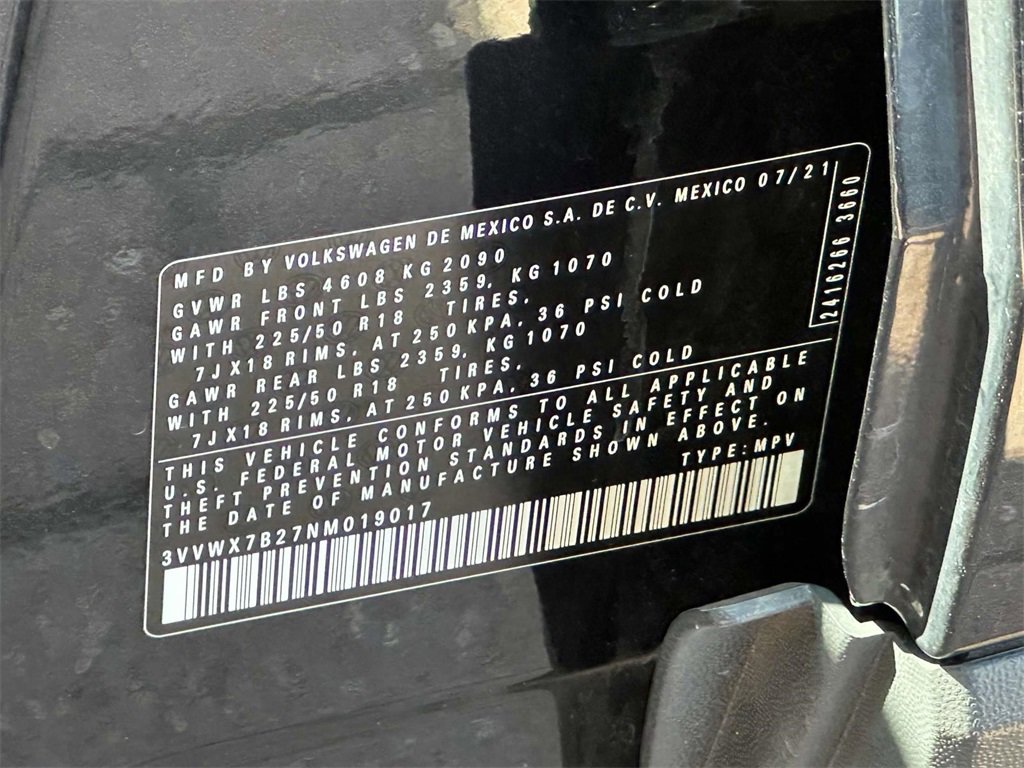 MFD BY VOLKSWAGEN DE MEXICO S.A. DE C.V. MEXICO 07/21
GVWR LBS 4608 KG 2090
GAWR FRONT LBS 2359, KG 1070
WITH 225/50 R18 TIRES,
7JX18 RIMS, AT 250 KPA, 36 PSI COLD
GAWR REAR LBS 2359, KG 1070
WITH 225/50 R18 TIRES,
7JX18 RIMS, AT 250 KPA, 36 PSI COLD
2416266 3660
THIS VEHICLE CONFORMS TO ALL APPLICABLE
U.S. FEDERAL MOTOR VEHICLE SAFETY AND
THEFT PREVENTION STANDARDS IN EFFECT ON
THE DATE OF MANUFACTURE SHOWN ABOVE.
TYPE: MPV
3VVWX7B27NM019017